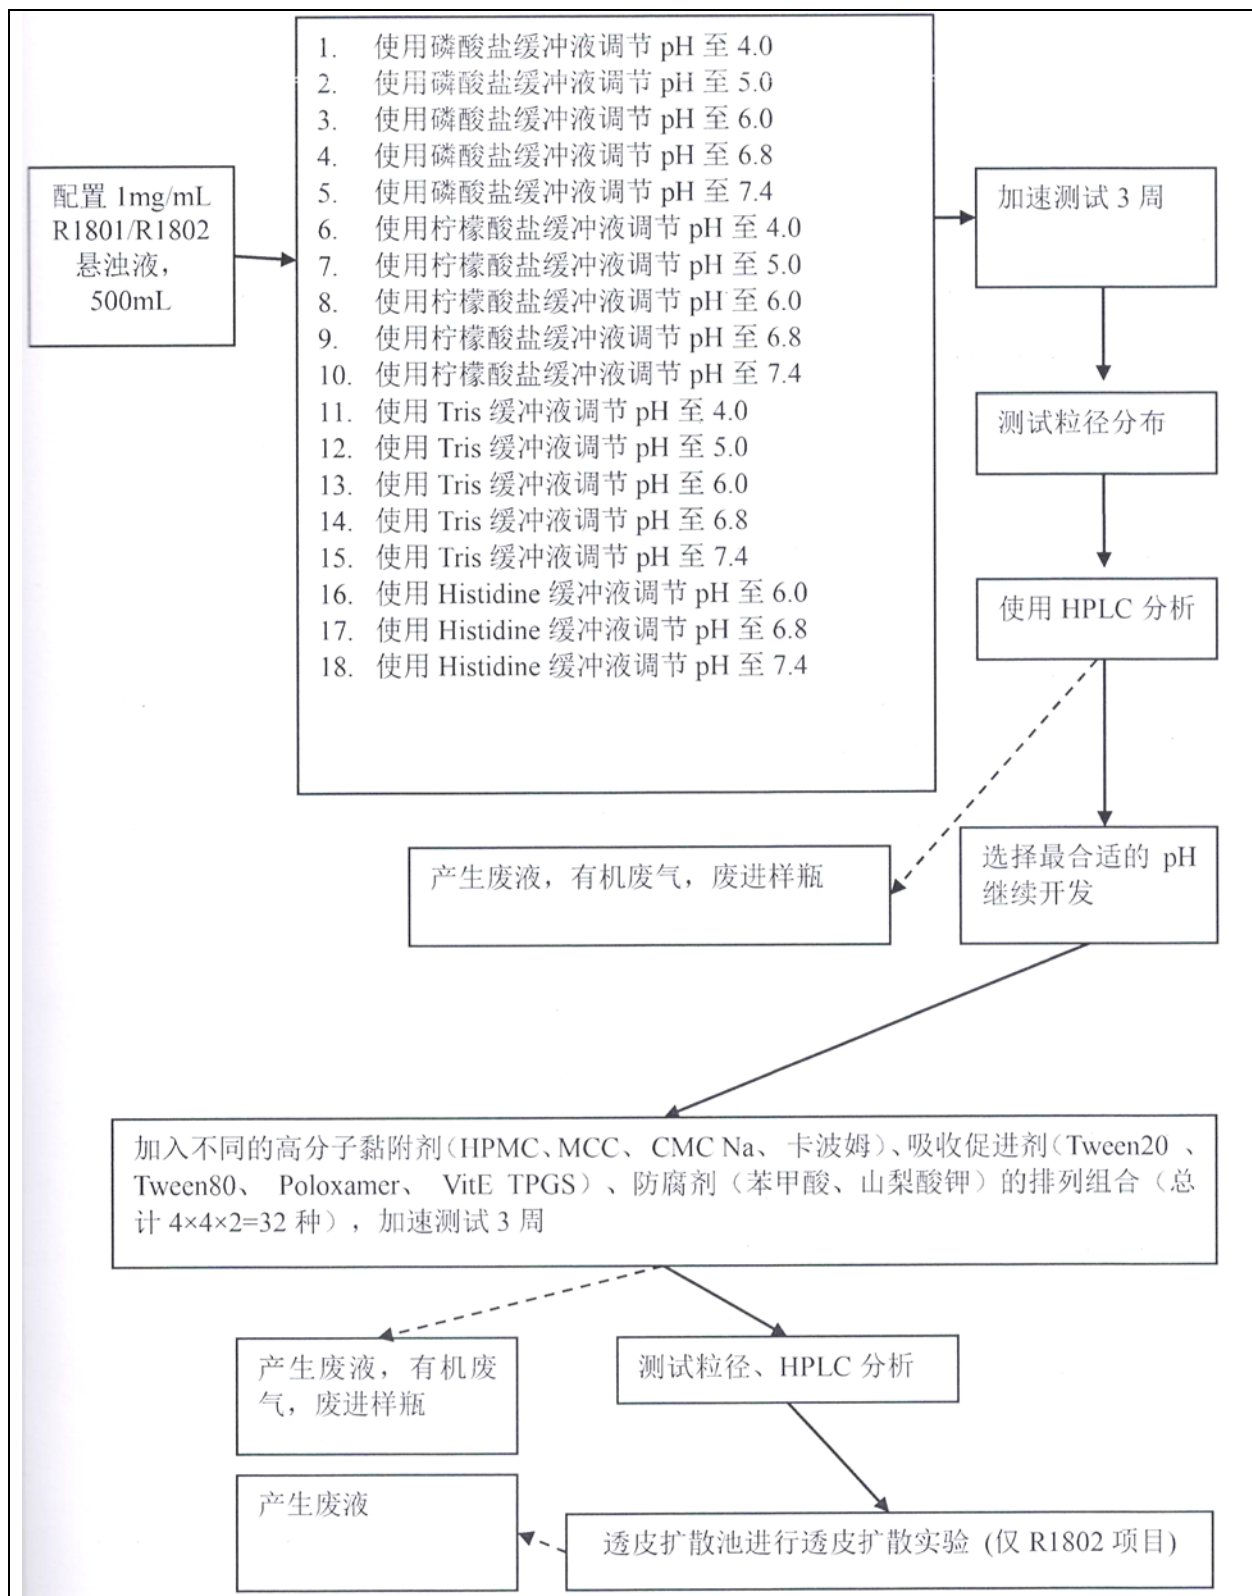 配置 1mg/mL
R1801/R1802
悬浊液，
500mL
1. 使用磷酸盐缓冲液调节 pH 至 4.0
2. 使用磷酸盐缓冲液调节 pH 至 5.0
3. 使用磷酸盐缓冲液调节 pH 至 6.0
4. 使用磷酸盐缓冲液调节 pH 至 6.8
5. 使用磷酸盐缓冲液调节 pH 至 7.4
6. 使用柠檬酸盐缓冲液调节 pH 至 4.0
7. 使用柠檬酸盐缓冲液调节 pH 至 5.0
8. 使用柠檬酸盐缓冲液调节 pH 至 6.0
9. 使用柠檬酸盐缓冲液调节 pH 至 6.8
10. 使用柠檬酸盐缓冲液调节 pH 至 7.4
11. 使用 Tris 缓冲液调节 pH 至 4.0
12. 使用 Tris 缓冲液调节 pH 至 5.0
13. 使用 Tris 缓冲液调节 pH 至 6.0
14. 使用 Tris 缓冲液调节 pH 至 6.8
15. 使用 Tris 缓冲液调节 pH 至 7.4
16. 使用 Histidine 缓冲液调节 pH 至 6.0
17. 使用 Histidine 缓冲液调节 pH 至 6.8
18. 使用 Histidine 缓冲液调节 pH 至 7.4
加速测试 3 周
测试粒径分布
使用 HPLC 分析
产生废液，有机废气，废进样瓶
选择最合适的 pH
继续开发
加入不同的高分子黏附剂（HPMC、MCC、CMC Na、卡波姆）、吸收促进剂（Tween20 、
Tween80、 Poloxamer、 VitE TPGS）、防腐剂（苯甲酸、山梨酸钾）的排列组合（总
计 4×4×2=32 种），加速测试 3 周
产生废液，有机废
气，废进样瓶
测试粒径、HPLC 分析
产生废液
透皮扩散池进行透皮扩散实验 (仅 R1802 项目)